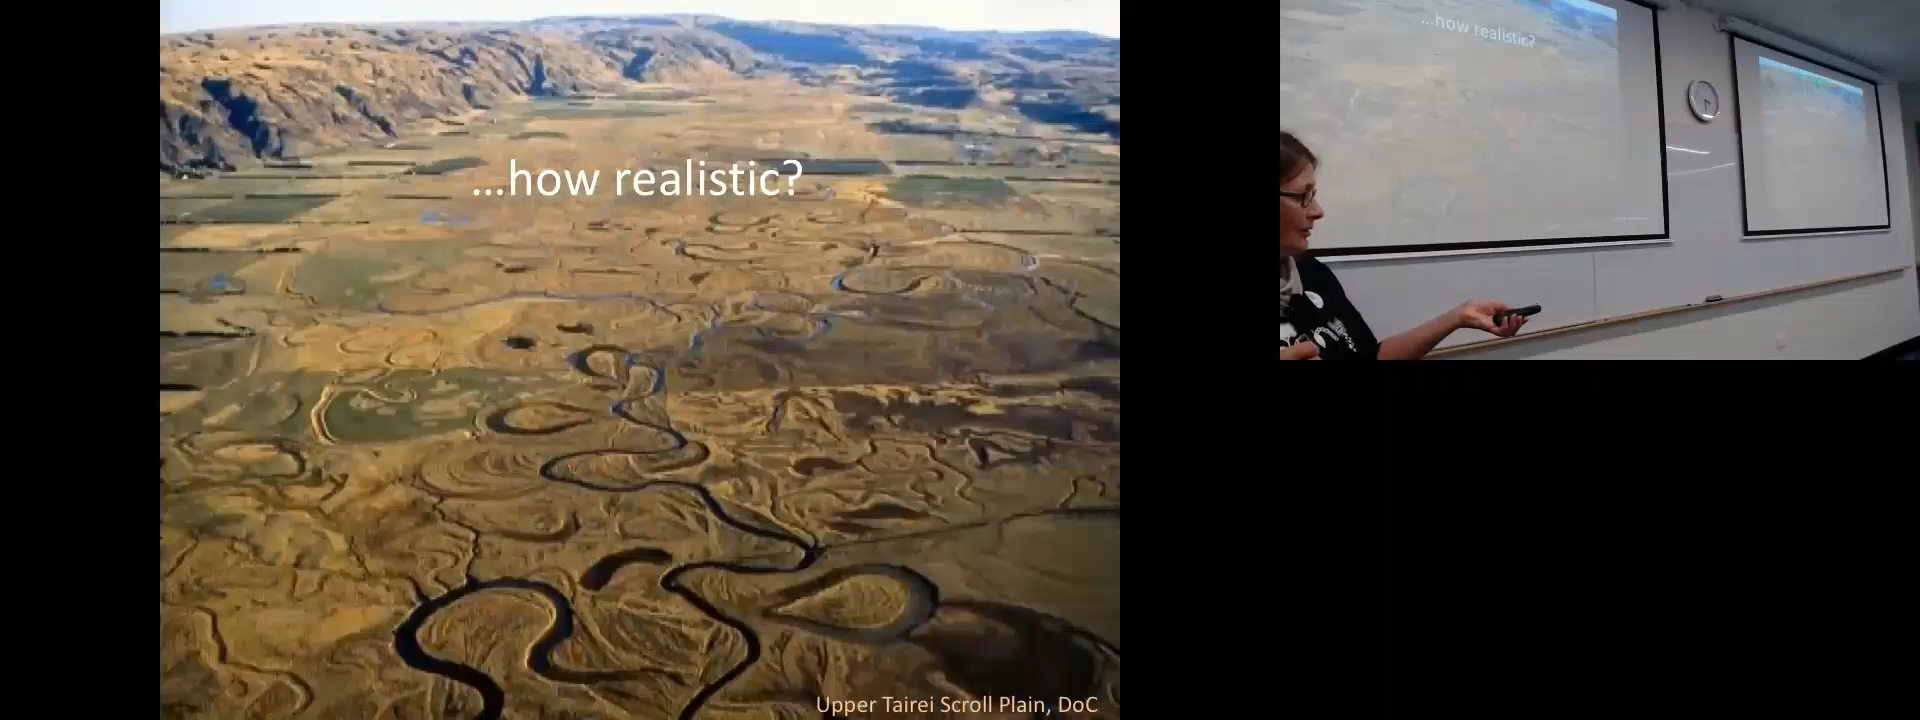 …how realistic?
Upper Tairei Scroll Plain, DoC
…how realistic?